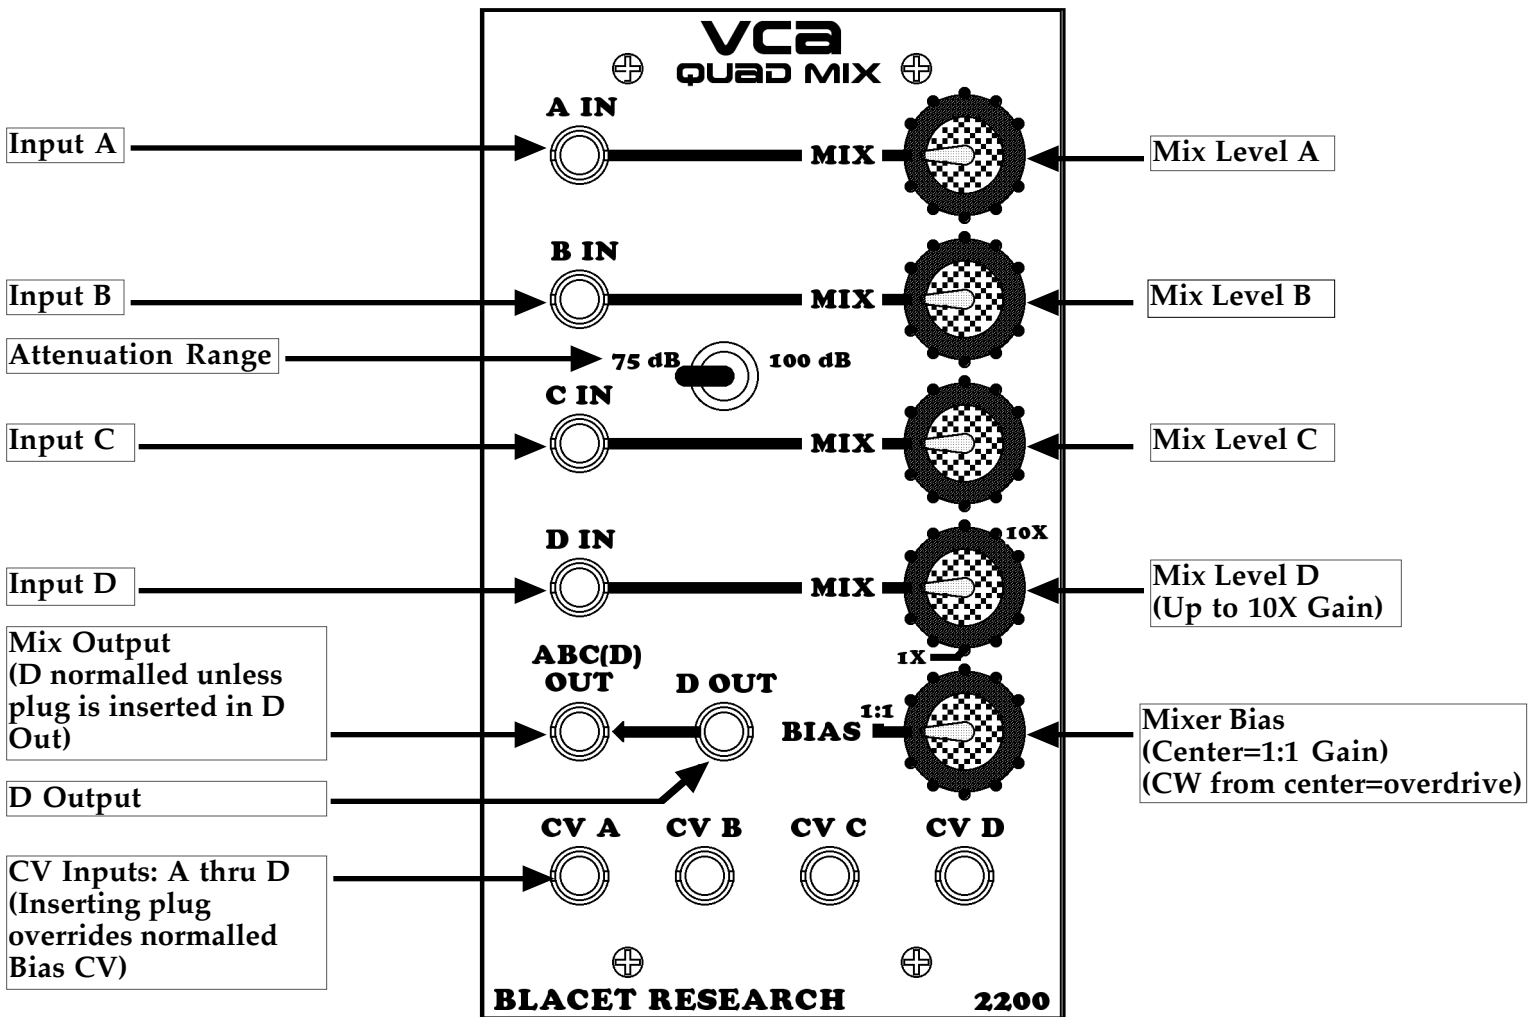 VCA
QUAD MIX
A IN
Input A
MIX
Mix Level A
B IN
Input B
MIX
Mix Level B
Attenuation Range
75 dB
100 dB
C IN
Input C
MIX
Mix Level C
10X
D IN
Input D
MIX
Mix Level D
(Up to 10X Gain)
1X
Mix Output
(D normalled unless
plug is inserted in D
Out)
ABC(D)
OUT
D OUT
1:1
BIAS
Mixer Bias
(Center=1:1 Gain)
(CW from center=overdrive)
D Output
CV A
CV B
CV C
CV D
CV Inputs: A thru D
(Inserting plug
overrides normalled
Bias CV)
BLACET RESEARCH
2200